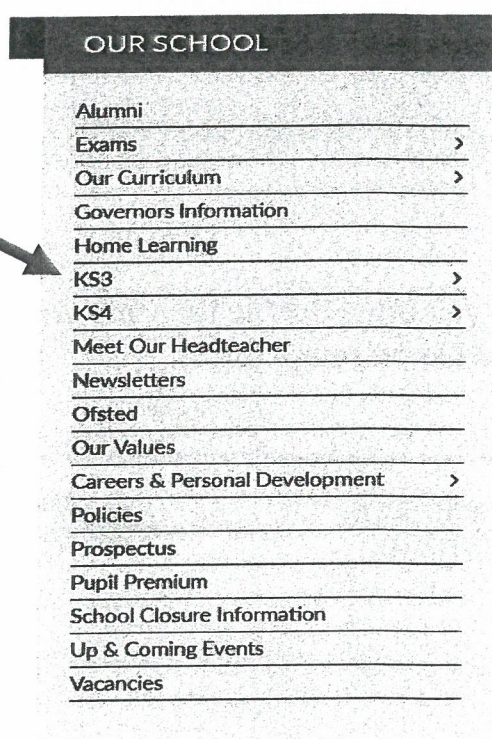 OUR SCHOOL
Alumni
Exams >
Our Curriculum >
Governors Information
Home Learning
KS3 >
KS4 >
Meet Our Headteacher
Newsletters
Ofsted
Our Values
Careers & Personal Development >
Policies
Prospectus
Pupil Premium
School Closure Information
Up & Coming Events
Vacancies